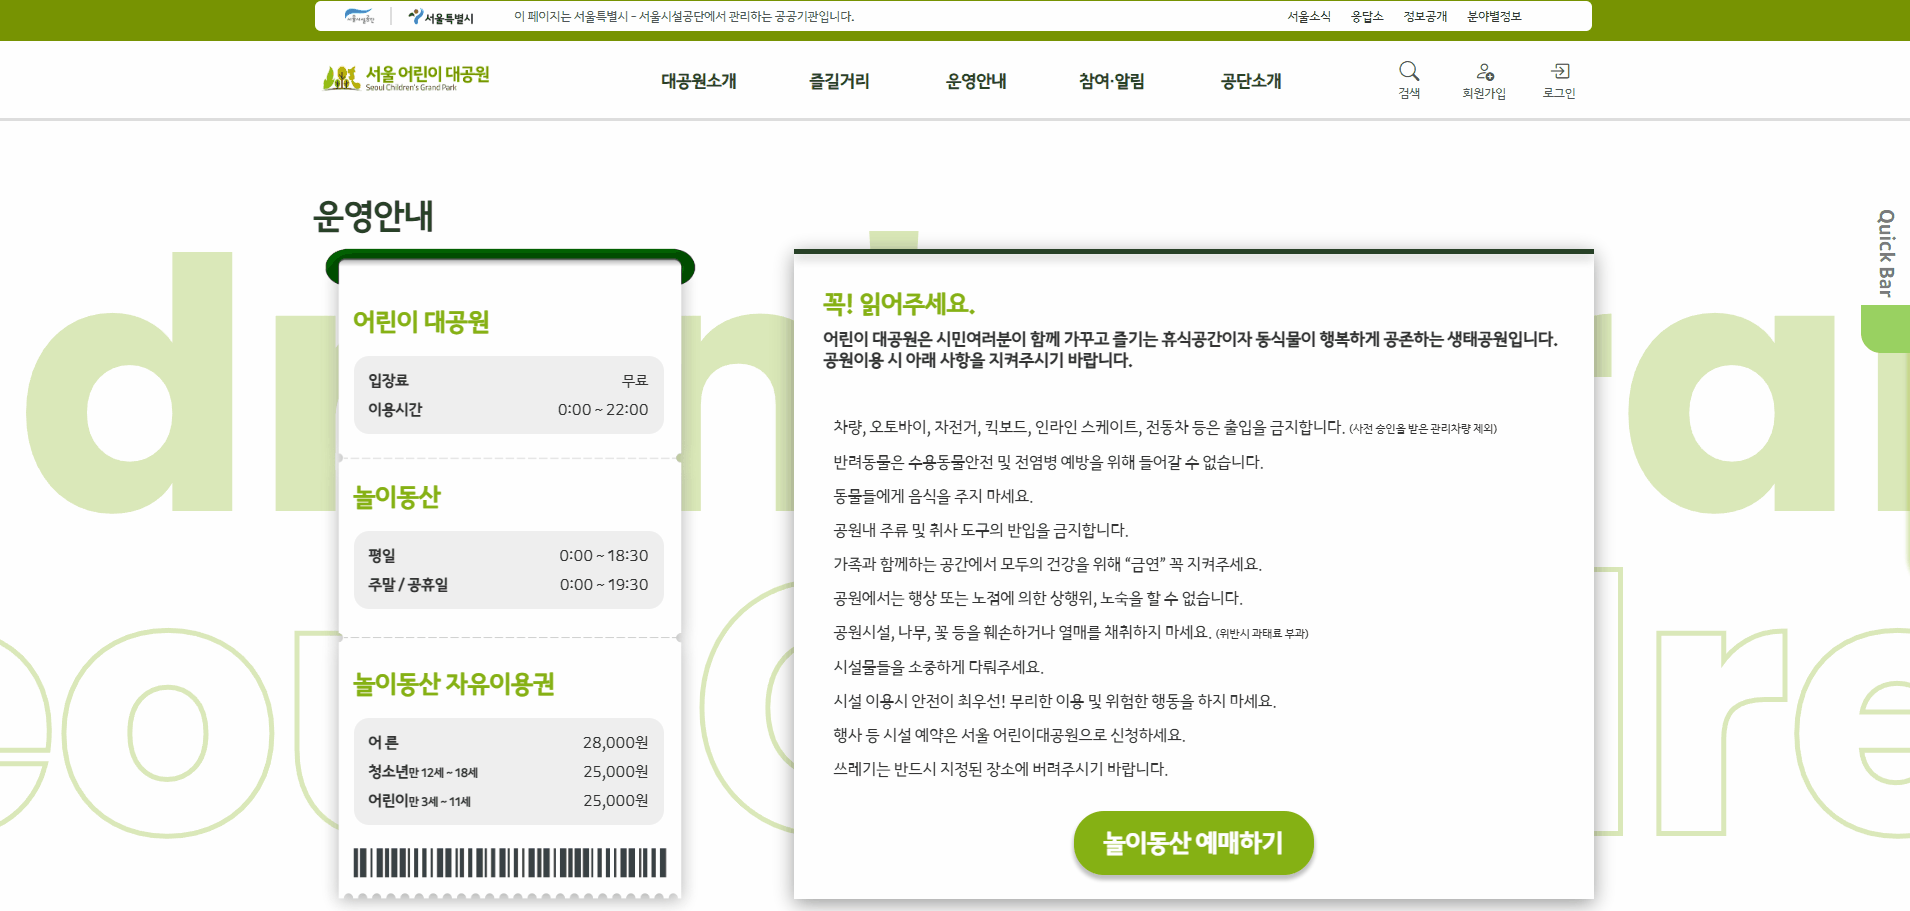 서울시설공단
서울특별시
이 페이지는 서울특별시 - 서울시설공단에서 관리하는 공공기관입니다.
서울소식
응답소
정보공개
분야별정보
서울 어린이 대공원
Seoul Children's Grand Park
대공원소개
즐길거리
운영안내
참여·알림
공단소개
검색
회원가입
로그인
운영안내
Quick Bar
어린이 대공원
입장료 무료
이용시간 0:00 ~ 22:00
놀이동산
평일 0:00 ~ 18:30
주말 / 공휴일 0:00 ~ 19:30
놀이동산 자유이용권
어 른 28,000원
청소년만 12세 ~ 18세 25,000원
어린이만 3세 ~ 11세 25,000원
꼭! 읽어주세요.
어린이 대공원은 시민여러분이 함께 가꾸고 즐기는 휴식공간이자 동식물이 행복하게 공존하는 생태공원입니다.
공원이용 시 아래 사항을 지켜주시기 바랍니다.
차량, 오토바이, 자전거, 킥보드, 인라인 스케이트, 전동차 등은 출입을 금지합니다. (사전 승인을 받은 관리차량 제외)
반려동물은 수용동물안전 및 전염병 예방을 위해 들어갈 수 없습니다.
동물들에게 음식을 주지 마세요.
공원내 주류 및 취사 도구의 반입을 금지합니다.
가족과 함께하는 공간에서 모두의 건강을 위해 “금연” 꼭 지켜주세요.
공원에서는 행상 또는 노점에 의한 상행위, 노숙을 할 수 없습니다.
공원시설, 나무, 꽃 등을 훼손하거나 열매를 채취하지 마세요. (위반시 과태료 부과)
시설물들을 소중하게 다뤄주세요.
시설 이용시 안전이 최우선! 무리한 이용 및 위험한 행동을 하지 마세요.
행사 등 시설 예약은 서울 어린이대공원으로 신청하세요.
쓰레기는 반드시 지정된 장소에 버려주시기 바랍니다.
놀이동산 예매하기